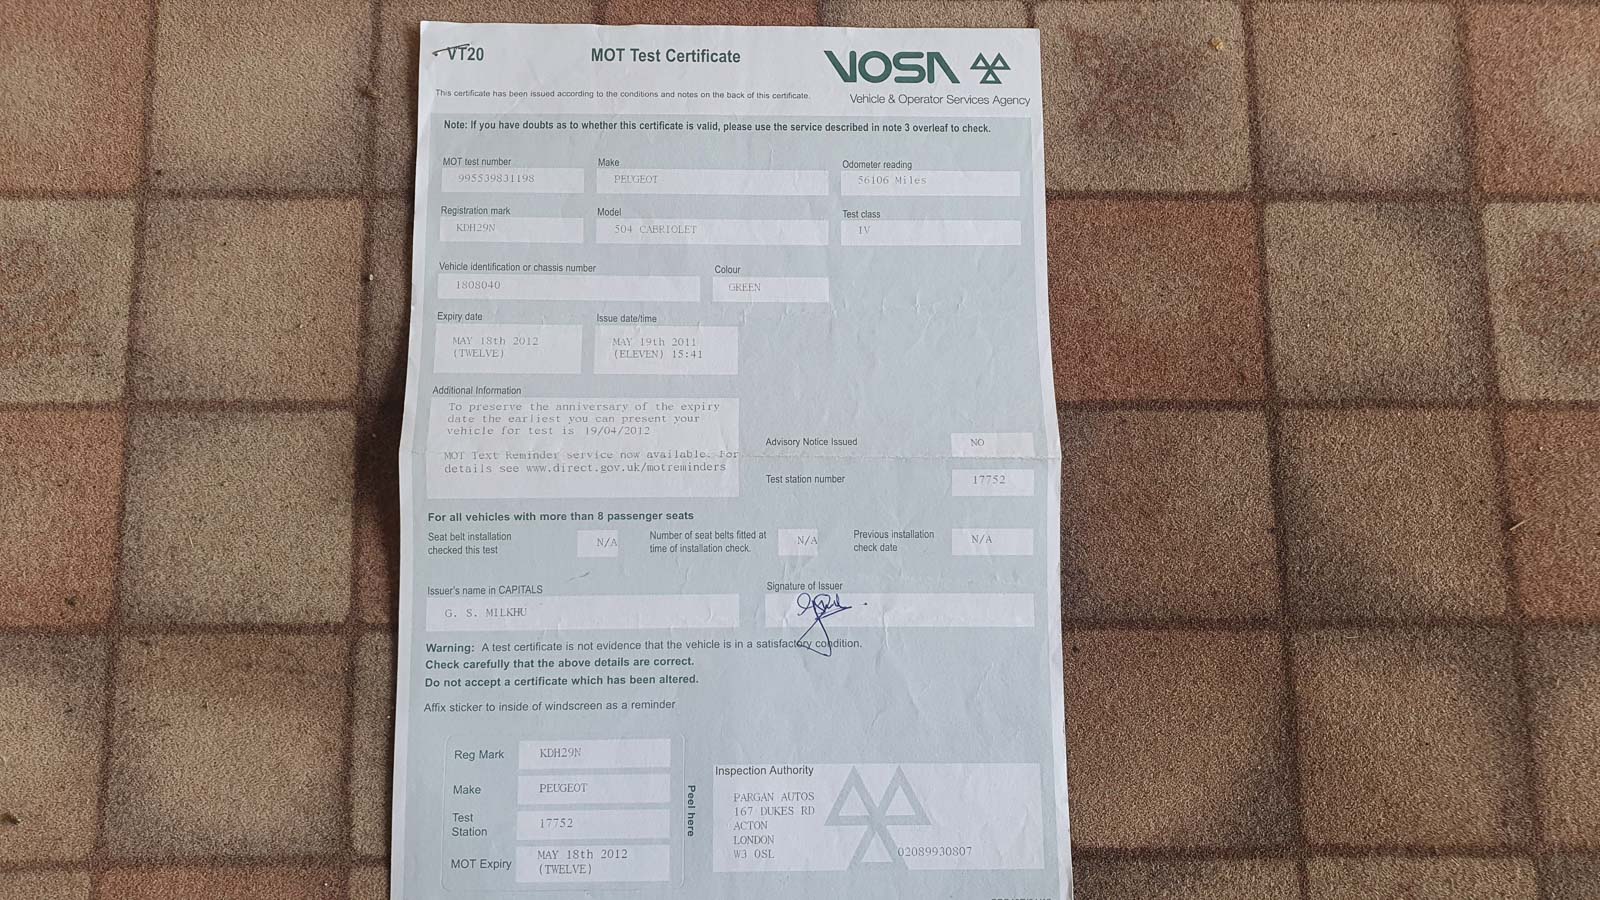 VT20
MOT Test Certificate
VOSA
This certificate has been issued according to the conditions and notes on the back of this certificate.
Vehicle & Operator Services Agency
Note: If you have doubts as to whether this certificate is valid, please use the service described in note 3 overleaf to check.
MOT test number
995539831198
Make
PEUGEOT
Odometer reading
56106 Miles
Registration mark
KDH29N
Model
504 CABRIOLET
Test class
IV
Vehicle identification or chassis number
1808040
Colour
GREEN
Expiry date
MAY 18th 2012
(TWELVE)
Issue date/time
MAY 19th 2011
(ELEVEN) 15:41
Additional Information
To preserve the anniversary of the expiry
date the earliest you can present your
vehicle for test is 19/04/2012
MOT Text Reminder service now available. For
details see www.direct.gov.uk/motreminders
Advisory Notice Issued
NO
Test station number
17752
For all vehicles with more than 8 passenger seats
Seat belt installation
checked this test
N/A
Number of seat belts fitted at
time of installation check.
N/A
Previous installation
check date
N/A
Issuer's name in CAPITALS
G. S. MILKHU
Signature of Issuer
Warning: A test certificate is not evidence that the vehicle is in a satisfactory condition.
Check carefully that the above details are correct.
Do not accept a certificate which has been altered.
Affix sticker to inside of windscreen as a reminder
Reg Mark
KDH29N
Make
PEUGEOT
Test
Station
17752
MOT Expiry
MAY 18th 2012
(TWELVE)
Peel here
Inspection Authority
PARGAN AUTOS
167 DUKES RD
ACTON
LONDON
W3 0SL
02089930807